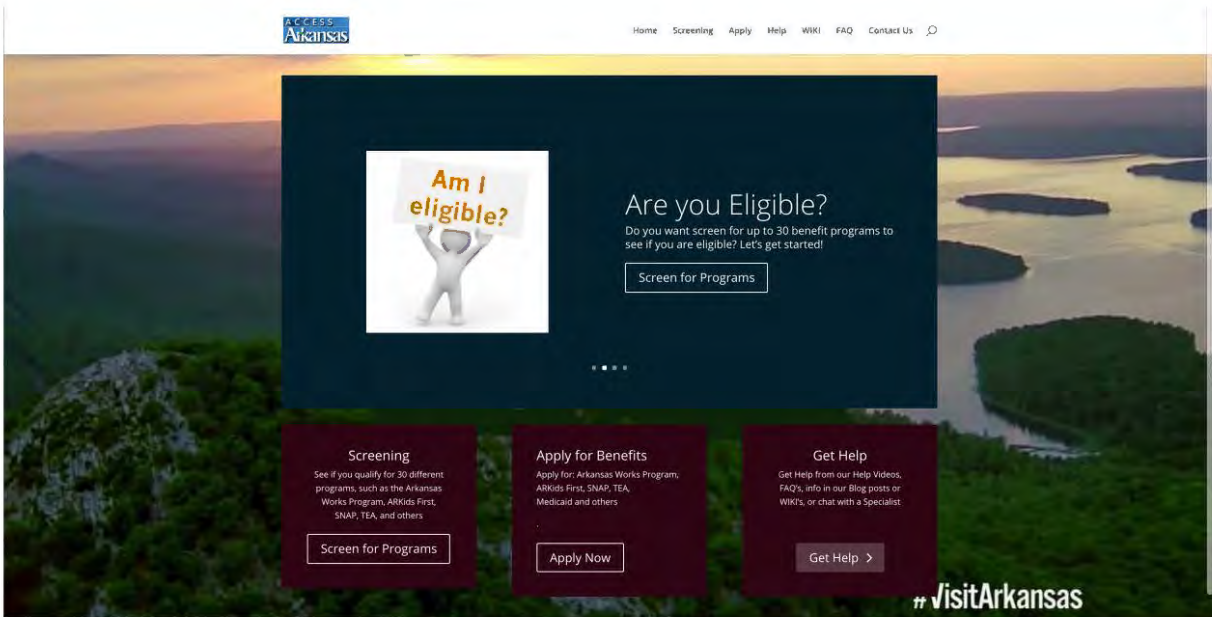 ACCESS
Arkansas
Home Screening Apply Help WIKI FAQ Contact Us
Am I
eligible?
Are you Eligible?
Do you want screen for up to 30 benefit programs to
see if you are eligible? Let's get started!
Screen for Programs
Screening
See if you qualify for 30 different
programs, such as the Arkansas
Works Program, ARKids First,
SNAP, TEA, and others
Screen for Programs
Apply for Benefits
Apply for: Arkansas Works Program,
ARKids First, SNAP, TEA,
Medicaid and others
.
Apply Now
Get Help
Get Help from our Help Videos,
FAQ's, info in our Blog posts or
WIKI's, or chat with a Specialist
Get Help >
#VisitArkansas